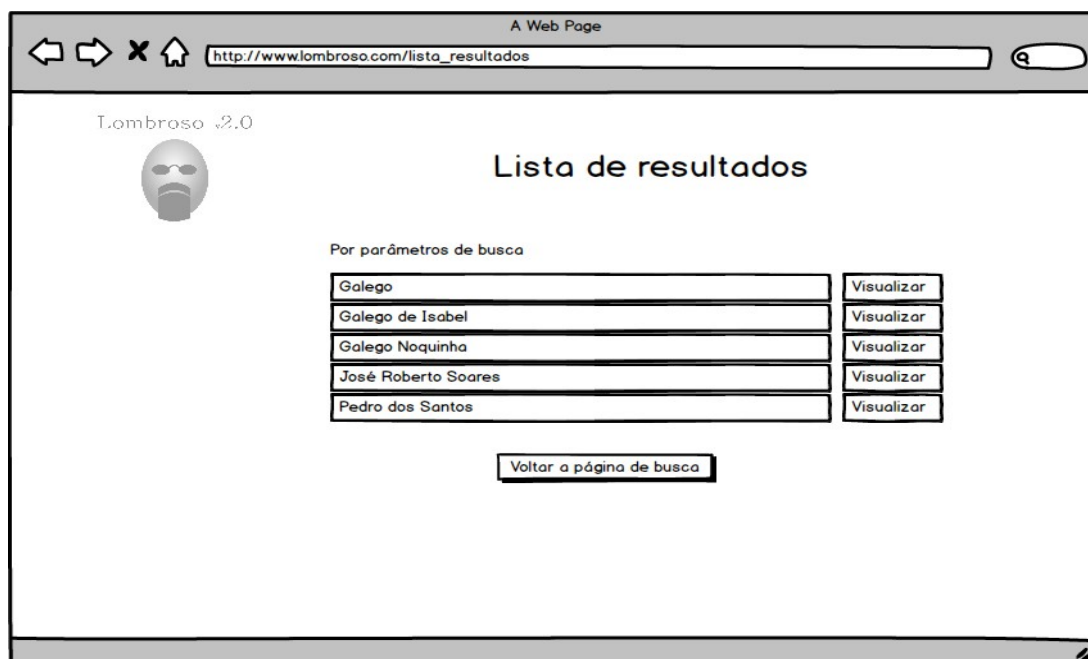 A Web Page
http://www.lombroso.com/lista_resultados
Lombroso v2.0
Lista de resultados
Por parâmetros de busca
Galego Visualizar
Galego de Isabel Visualizar
Galego Noquinha Visualizar
José Roberto Soares Visualizar
Pedro dos Santos Visualizar
Voltar a página de busca